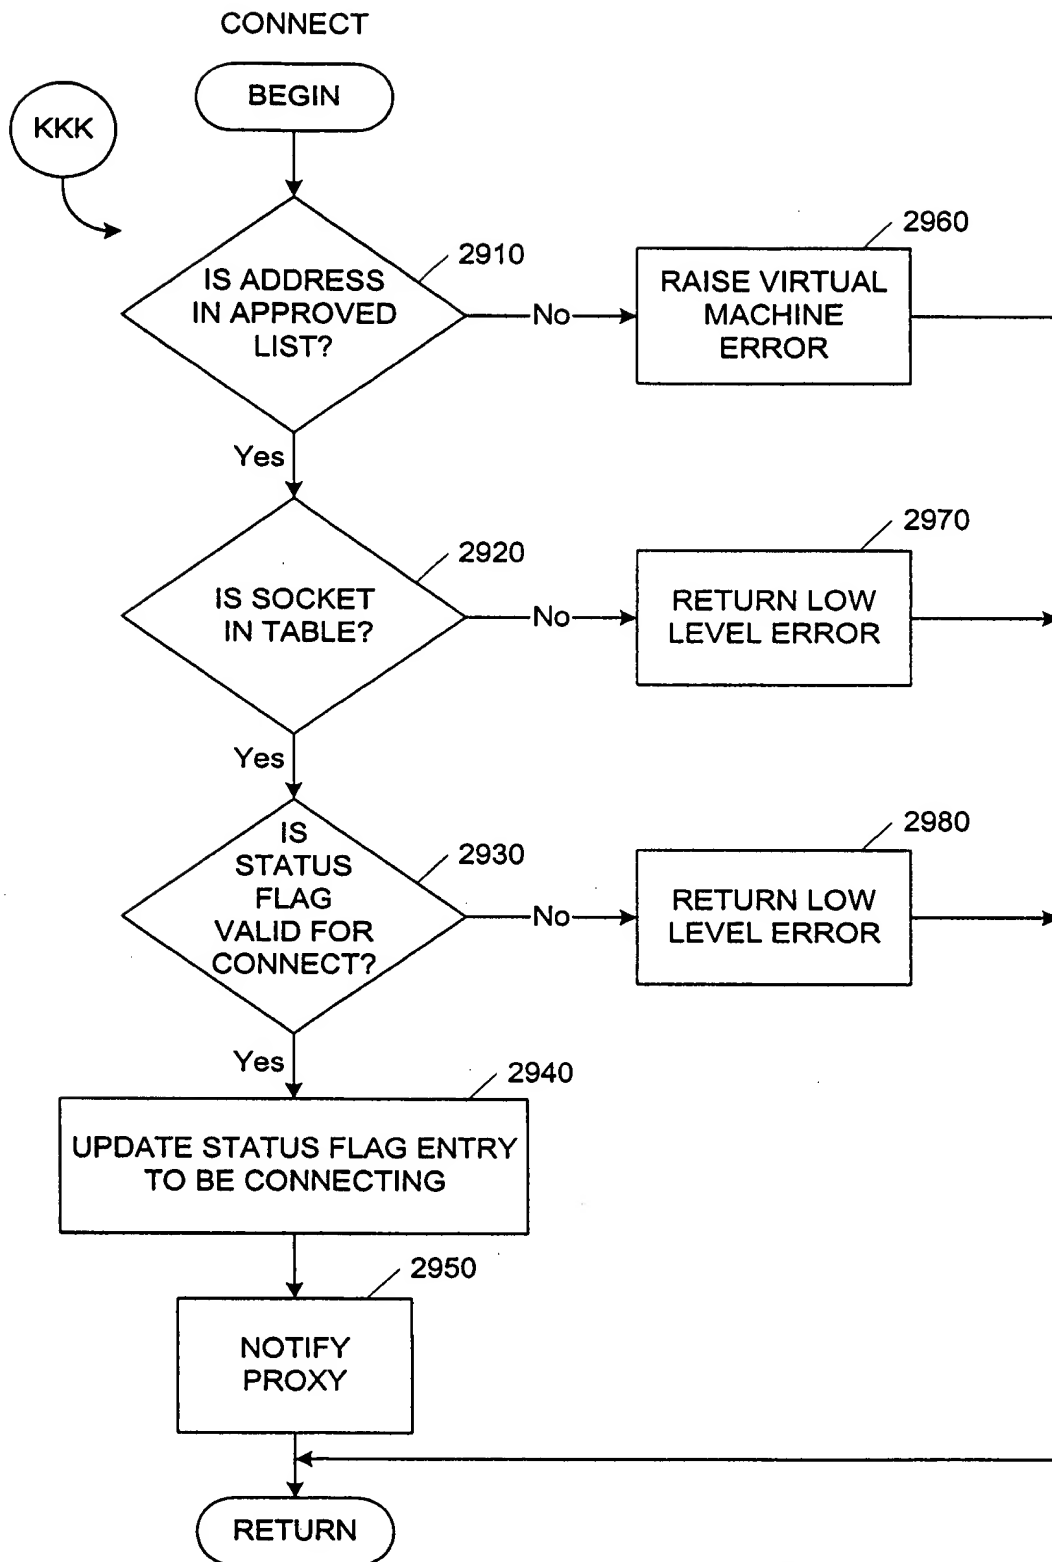 CONNECT
BEGIN
KKK
2910
IS ADDRESS
IN APPROVED
LIST?
No
2960
RAISE VIRTUAL
MACHINE
ERROR
Yes
2920
IS SOCKET
IN TABLE?
No
2970
RETURN LOW
LEVEL ERROR
Yes
2930
IS
STATUS
FLAG
VALID FOR
CONNECT?
No
2980
RETURN LOW
LEVEL ERROR
Yes
2940
UPDATE STATUS FLAG ENTRY
TO BE CONNECTING
2950
NOTIFY
PROXY
RETURN